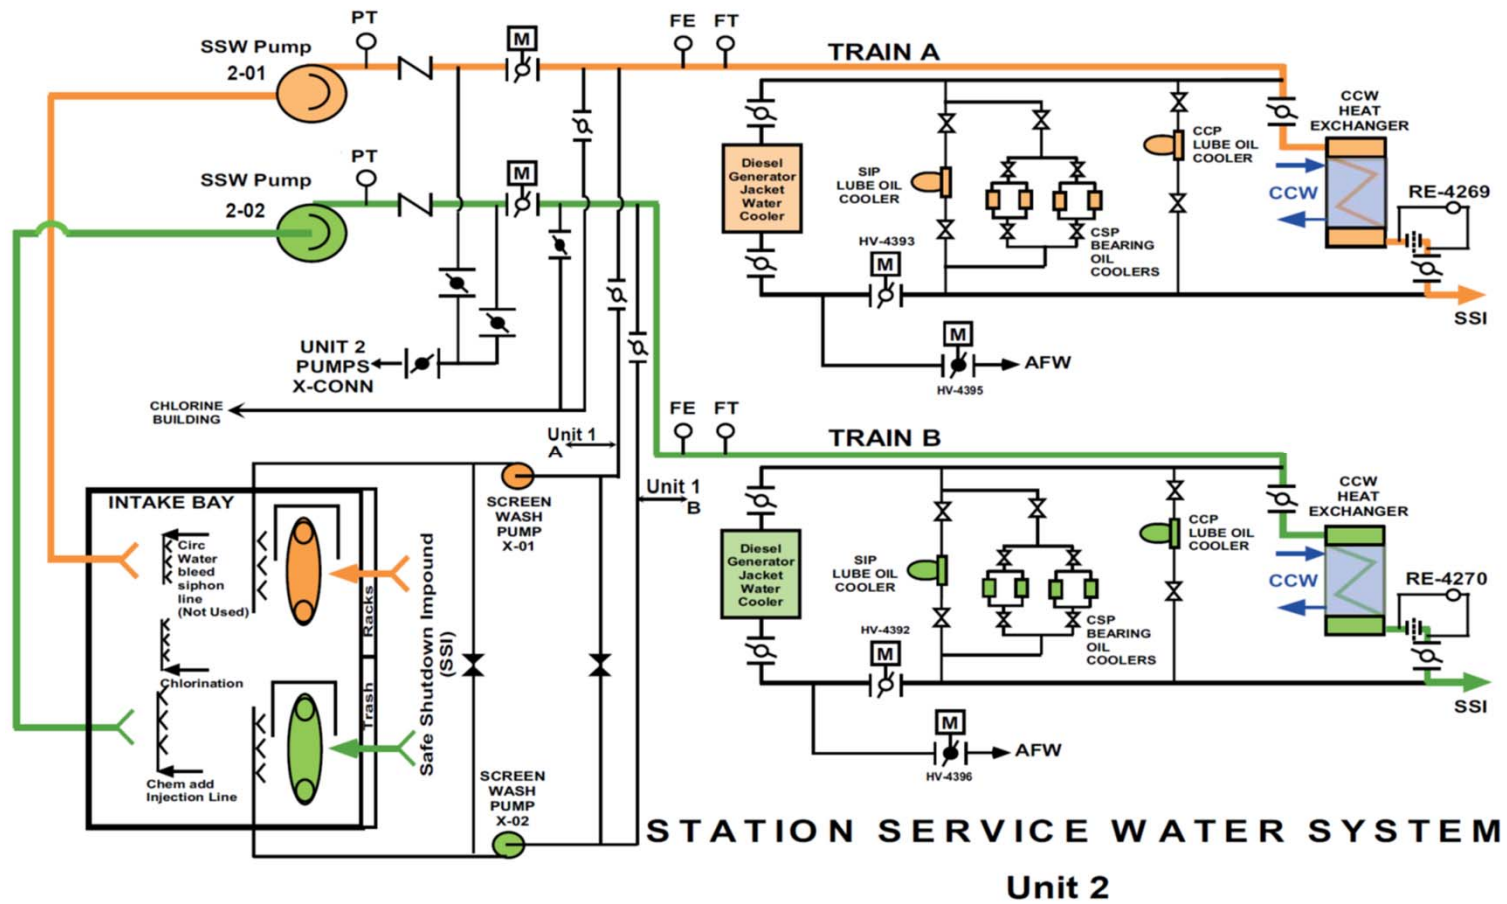 PT
FE
FT
M
SSW Pump
2-01
TRAIN A
PT
SSW Pump
2-02
M
Diesel
Generator
Jacket
Water
Cooler
SIP
LUBE OIL
COOLER
CSP
BEARING
OIL
COOLERS
CCP
LUBE OIL
COOLER
CCW
HEAT
EXCHANGER
CCW
RE-4269
HV-4393
M
SSI
M
AFW
HV-4395
UNIT 2
PUMPS
X-CONN
CHLORINE
BUILDING
Unit 1
A
Unit 1
B
FE
FT
TRAIN B
Diesel
Generator
Jacket
Water
Cooler
SIP
LUBE OIL
COOLER
CSP
BEARING
OIL
COOLERS
CCP
LUBE OIL
COOLER
CCW
HEAT
EXCHANGER
CCW
RE-4270
HV-4392
M
SSI
M
AFW
HV-4396
INTAKE BAY
Circ
Water
bleed
siphon
line
(Not Used)
Chlorination
Chem add
Injection Line
Racks
Trash
Safe Shutdown Impound
(SSI)
SCREEN
WASH
PUMP
X-01
SCREEN
WASH
PUMP
X-02
STATION SERVICE WATER SYSTEM
Unit 2